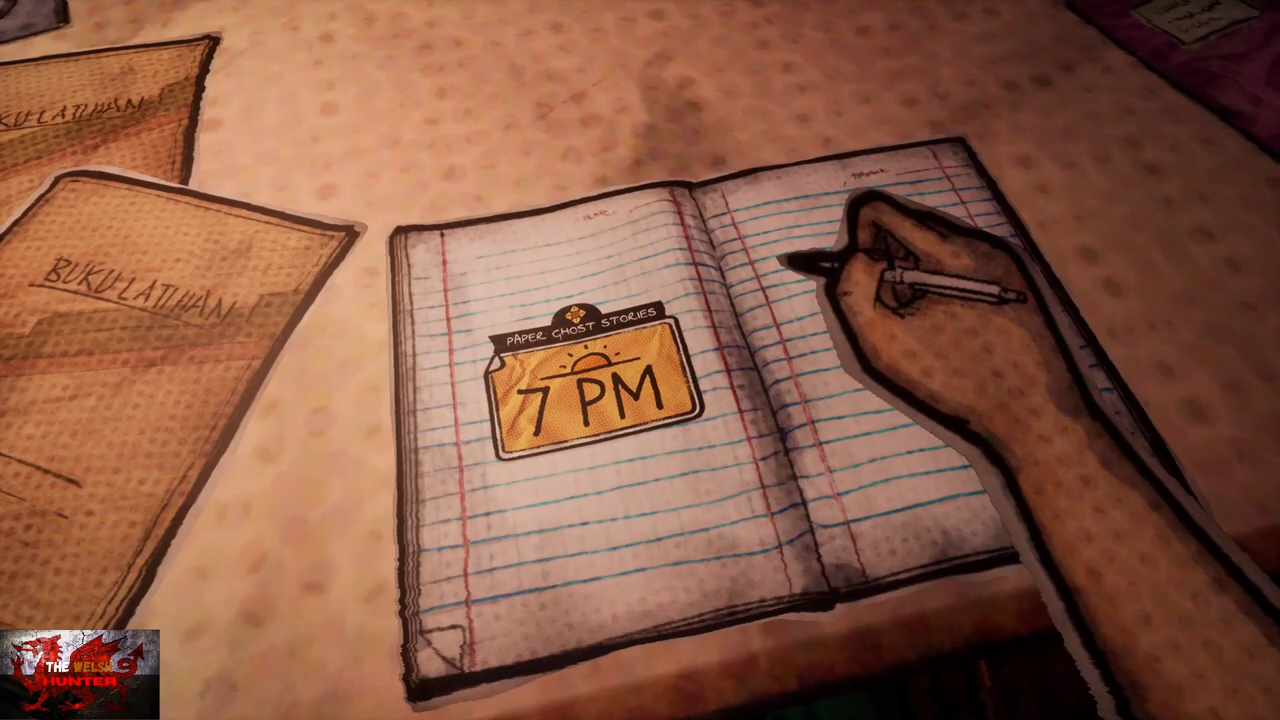 BUKU LATIHAN
BUKU LATIHAN
PAPER GHOST STORIES
7 PM
THE WELSH
HUNTER